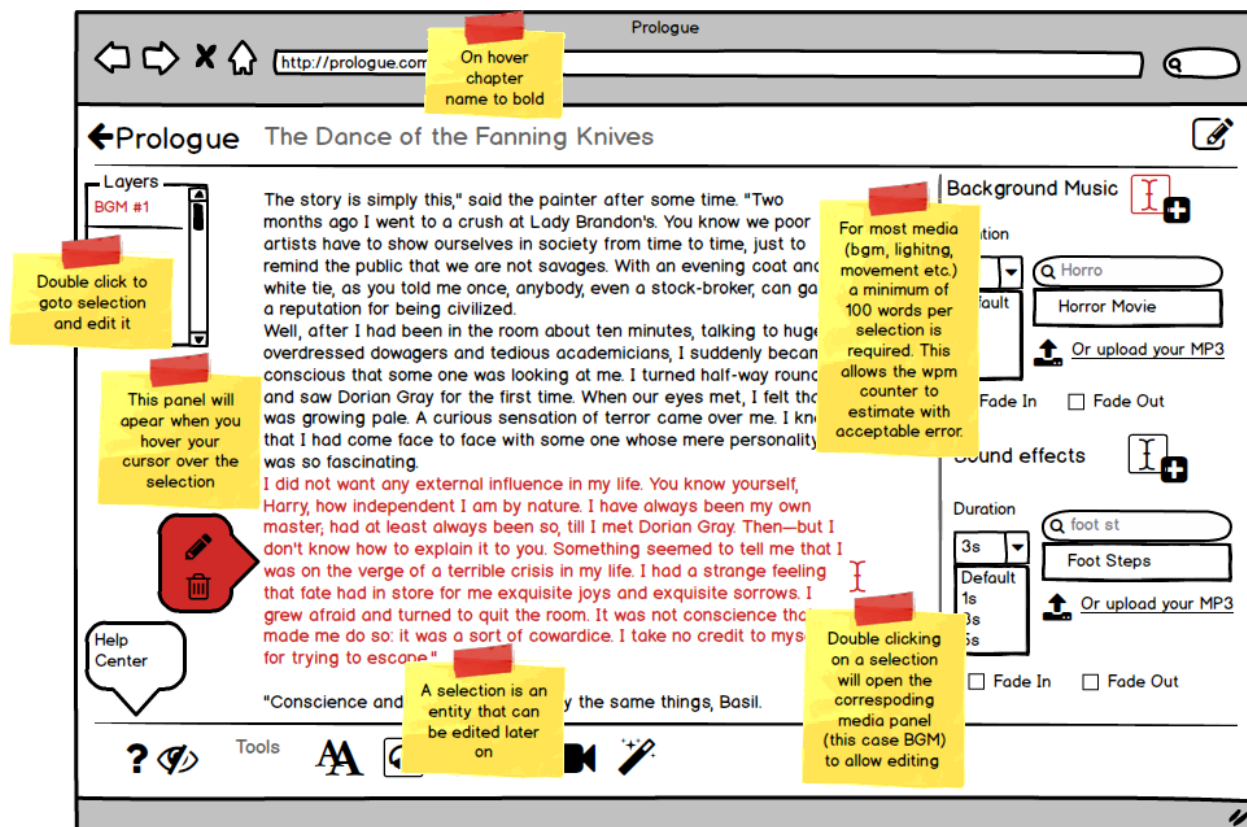 Prologue
http://prologue.com
On hover
chapter
name to bold
Prologue
The Dance of the Fanning Knives
Layers
BGM #1
Double click to
goto selection
and edit it
This panel will
apear when you
hover your
cursor over the
selection
Help
Center
The story is simply this," said the painter after some time. "Two
months ago I went to a crush at Lady Brandon's. You know we poor
artists have to show ourselves in society from time to time, just to
remind the public that we are not savages. With an evening coat and
white tie, as you told me once, anybody, even a stock-broker, can ga
a reputation for being civilized.
Well, after I had been in the room about ten minutes, talking to huge
overdressed dowagers and tedious academicians, I suddenly becam
conscious that some one was looking at me. I turned half-way round
and saw Dorian Gray for the first time. When our eyes met, I felt tha
was growing pale. A curious sensation of terror came over me. I kne
that I had come face to face with some one whose mere personality
was so fascinating.
I did not want any external influence in my life. You know yourself,
Harry, how independent I am by nature. I have always been my own
master; had at least always been so, till I met Dorian Gray. Then—but I
don't know how to explain it to you. Something seemed to tell me that I
was on the verge of a terrible crisis in my life. I had a strange feeling
that fate had in store for me exquisite joys and exquisite sorrows. I
grew afraid and turned to quit the room. It was not conscience tha
made me do so: it was a sort of cowardice. I take no credit to myse
for trying to escape."
"Conscience and y the same things, Basil.
A selection is an
entity that can
be edited later
on
For most media
(bgm, lighitng,
movement etc.)
a minimum of
100 words per
selection is
required. This
allows the wpm
counter to
estimate with
acceptable error.
Background Music
Horro
Horror Movie
Or upload your MP3
Fade In
Fade Out
Sound effects
Duration
3s
Default
1s
3s
5s
foot st
Foot Steps
Or upload your MP3
Fade In
Fade Out
Double clicking
on a selection
will open the
correspoding
media panel
(this case BGM)
to allow editing
?
Tools
AA